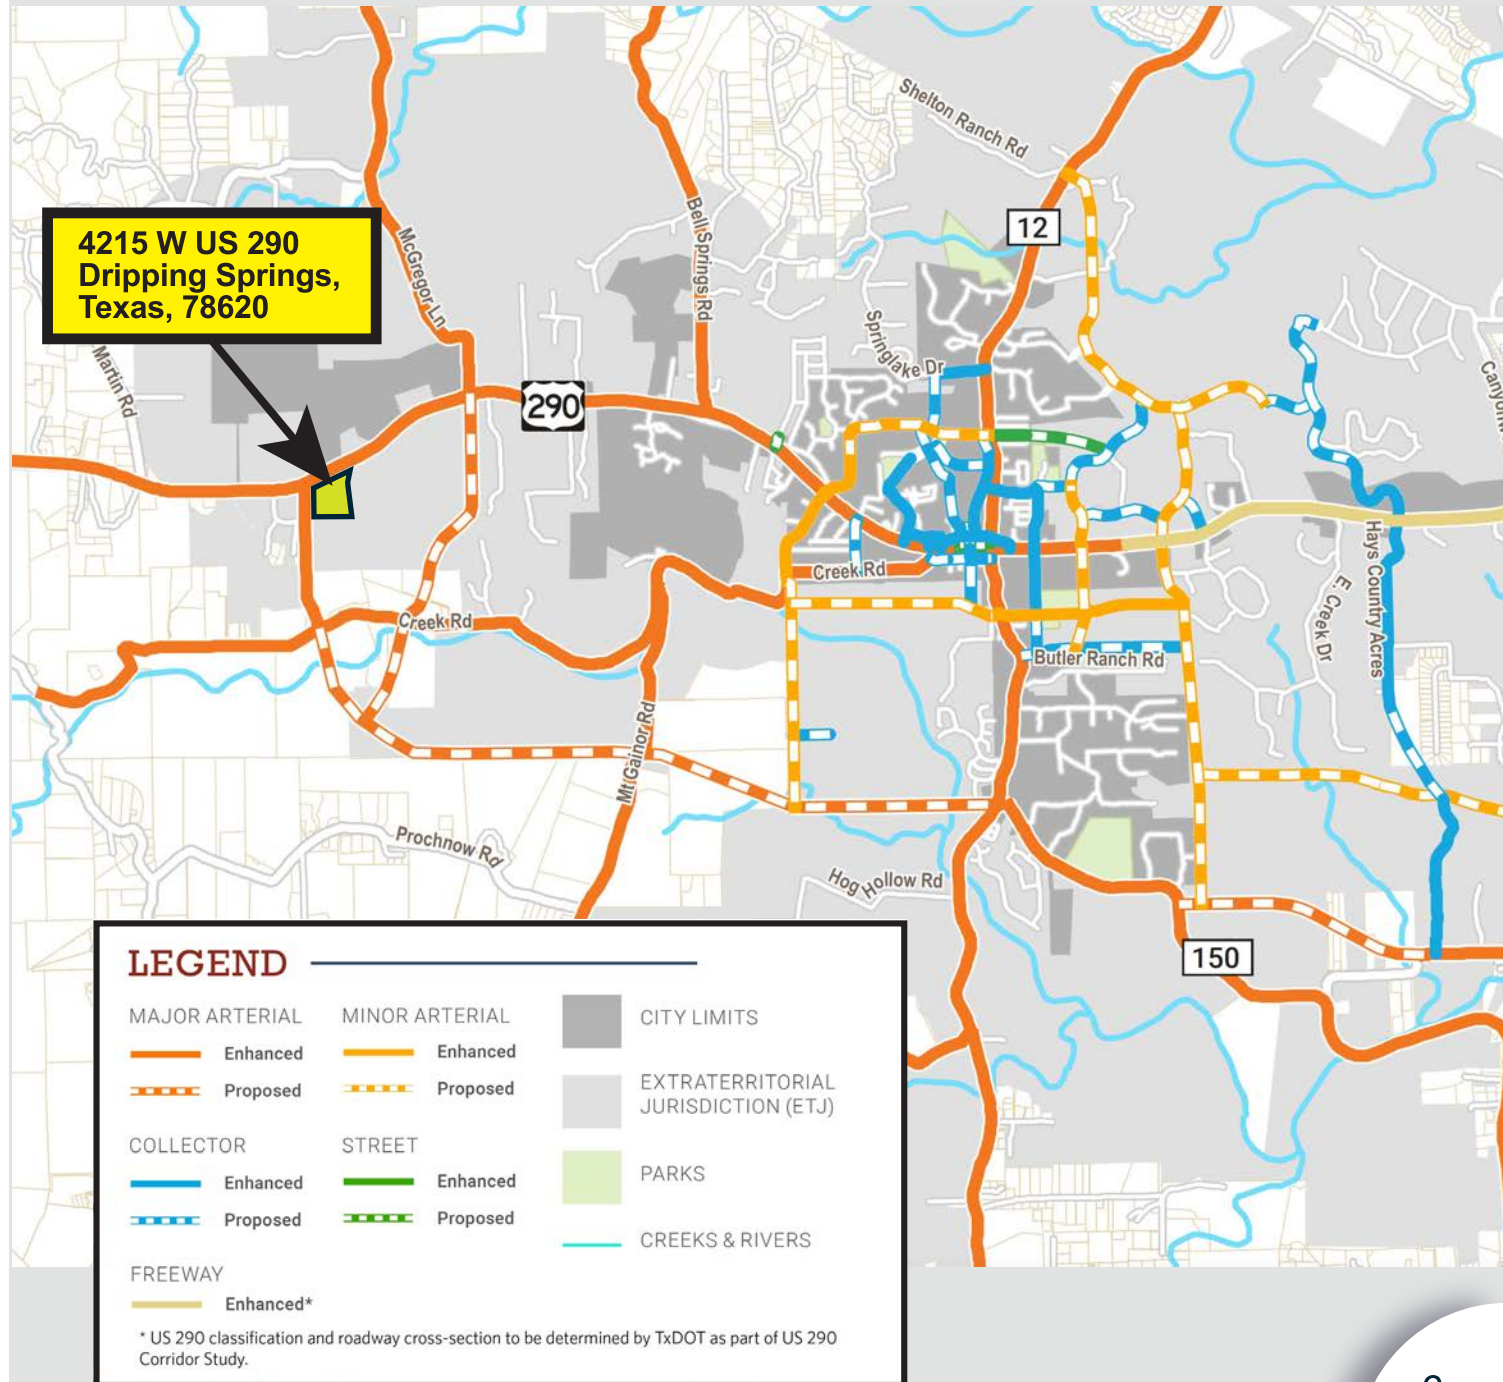 Shelton Ranch Rd
12
4215 W US 290
Dripping Springs,
Texas, 78620
McGregor Ln
Bell Springs Rd
Springlake Dr
Martin Rd
290
Hays Country Acres
E. Creek Dr
Creek Rd
Creek Rd
Butler Ranch Rd
Mt Gainor Rd
Prochnow Rd
Hog Hollow Rd
150
LEGEND
MAJOR ARTERIAL
Enhanced
Proposed
MINOR ARTERIAL
Enhanced
Proposed
COLLECTOR
Enhanced
Proposed
STREET
Enhanced
Proposed
FREEWAY
Enhanced*
CITY LIMITS
EXTRATERRITORIAL
JURISDICTION (ETJ)
PARKS
CREEKS & RIVERS
* US 290 classification and roadway cross-section to be determined by TxDOT as part of US 290
Corridor Study.